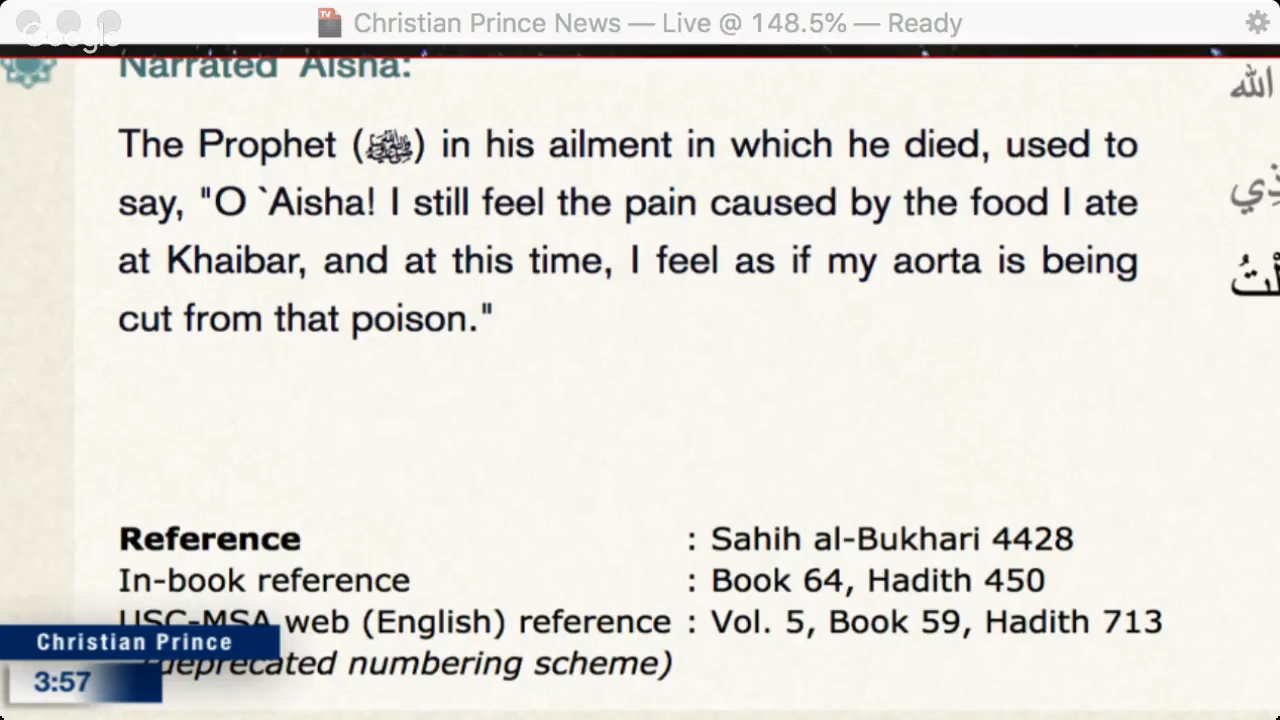 Christian Prince News — Live @ 148.5% — Ready
Google
Narrated `Aisha:
The Prophet (ﷺ) in his ailment in which he died, used to
say, "O `Aisha! I still feel the pain caused by the food I ate
at Khaibar, and at this time, I feel as if my aorta is being
cut from that poison."
الله
Reference : Sahih al-Bukhari 4428
In-book reference : Book 64, Hadith 450
USC-MSA web (English) reference : Vol. 5, Book 59, Hadith 713
(deprecated numbering scheme)
Christian Prince
3:57